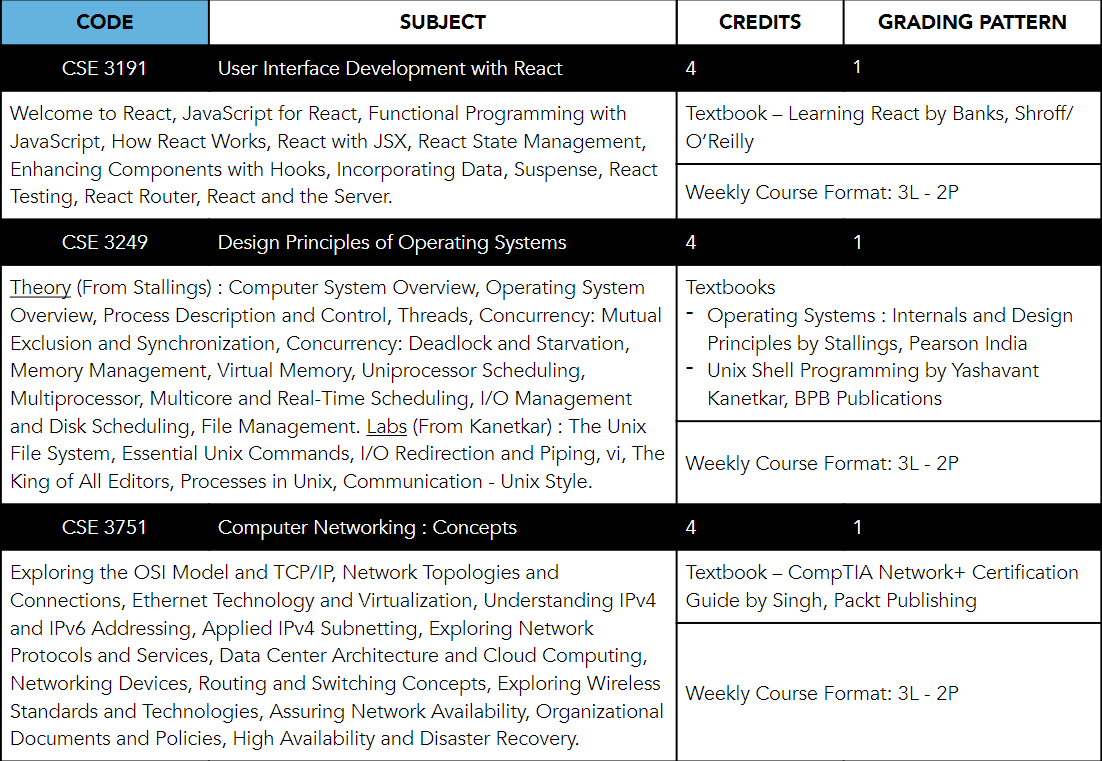 CODE SUBJECT CREDITS GRADING PATTERN
CSE 3191 User Interface Development with React 4 1
Welcome to React, JavaScript for React, Functional Programming with
JavaScript, How React Works, React with JSX, React State Management,
Enhancing Components with Hooks, Incorporating Data, Suspense, React
Testing, React Router, React and the Server.
Textbook – Learning React by Banks, Shroff/
O’Reilly
Weekly Course Format: 3L - 2P
CSE 3249 Design Principles of Operating Systems 4 1
Theory (From Stallings) : Computer System Overview, Operating System
Overview, Process Description and Control, Threads, Concurrency: Mutual
Exclusion and Synchronization, Concurrency: Deadlock and Starvation,
Memory Management, Virtual Memory, Uniprocessor Scheduling,
Multiprocessor, Multicore and Real-Time Scheduling, I/O Management
and Disk Scheduling, File Management. Labs (From Kanetkar) : The Unix
File System, Essential Unix Commands, I/O Redirection and Piping, vi, The
King of All Editors, Processes in Unix, Communication - Unix Style.
Textbooks
- Operating Systems : Internals and Design
Principles by Stallings, Pearson India
- Unix Shell Programming by Yashavant
Kanetkar, BPB Publications
Weekly Course Format: 3L - 2P
CSE 3751 Computer Networking : Concepts 4 1
Exploring the OSI Model and TCP/IP, Network Topologies and
Connections, Ethernet Technology and Virtualization, Understanding IPv4
and IPv6 Addressing, Applied IPv4 Subnetting, Exploring Network
Protocols and Services, Data Center Architecture and Cloud Computing,
Networking Devices, Routing and Switching Concepts, Exploring Wireless
Standards and Technologies, Assuring Network Availability, Organizational
Documents and Policies, High Availability and Disaster Recovery.
Textbook – CompTIA Network+ Certification
Guide by Singh, Packt Publishing
Weekly Course Format: 3L - 2P